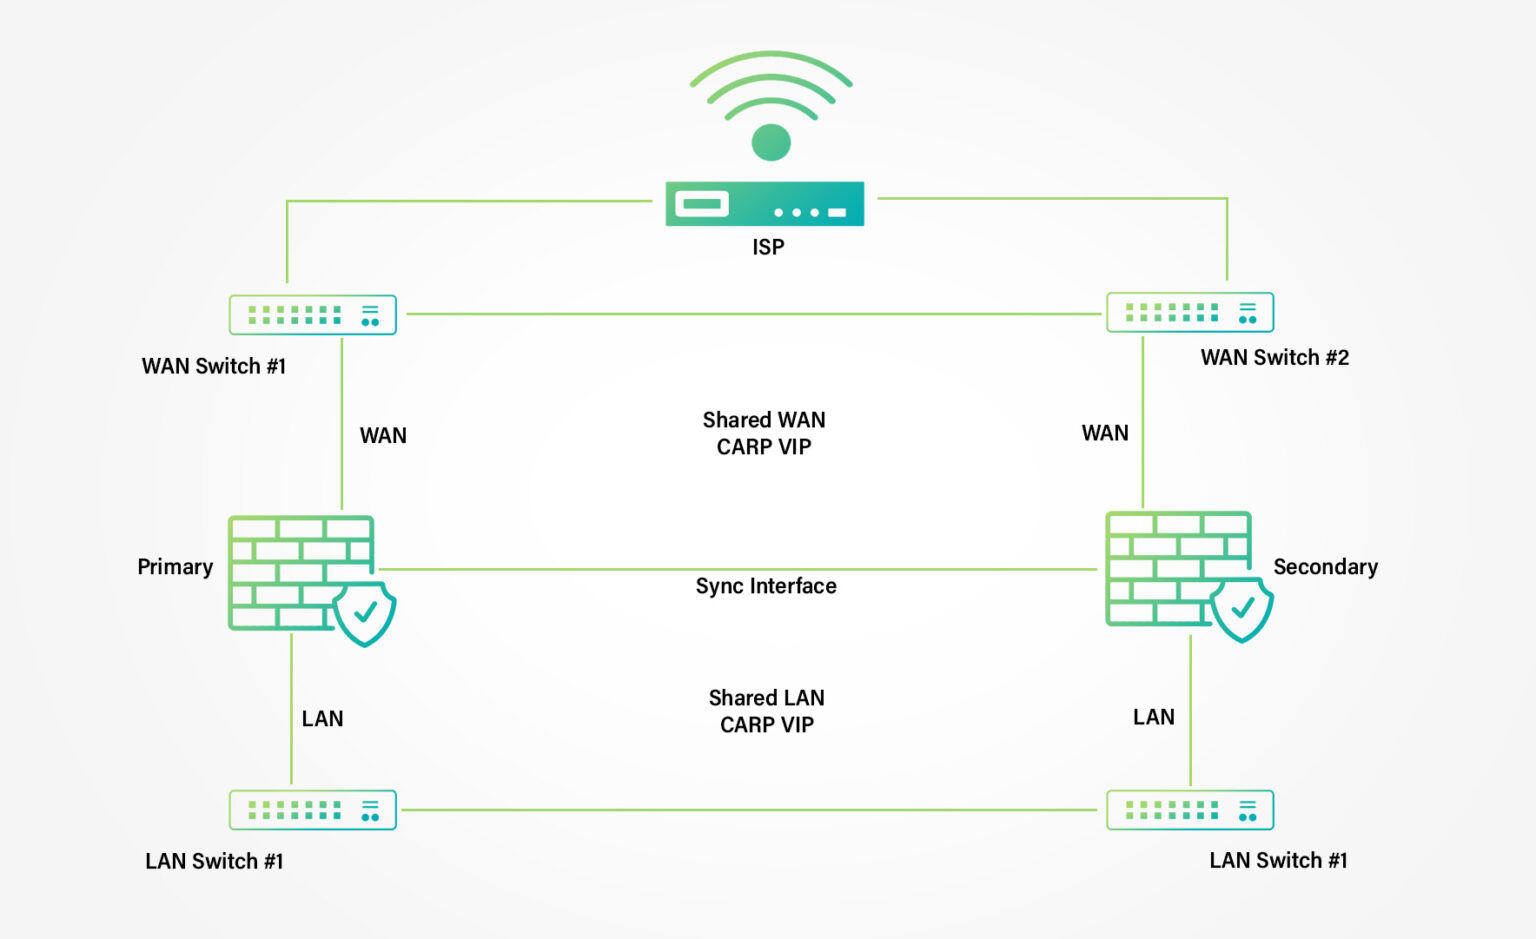 ISP
WAN Switch #1
WAN Switch #2
Shared WAN
CARP VIP
WAN
WAN
Primary
Secondary
Sync Interface
Shared LAN
CARP VIP
LAN
LAN
LAN Switch #1
LAN Switch #1